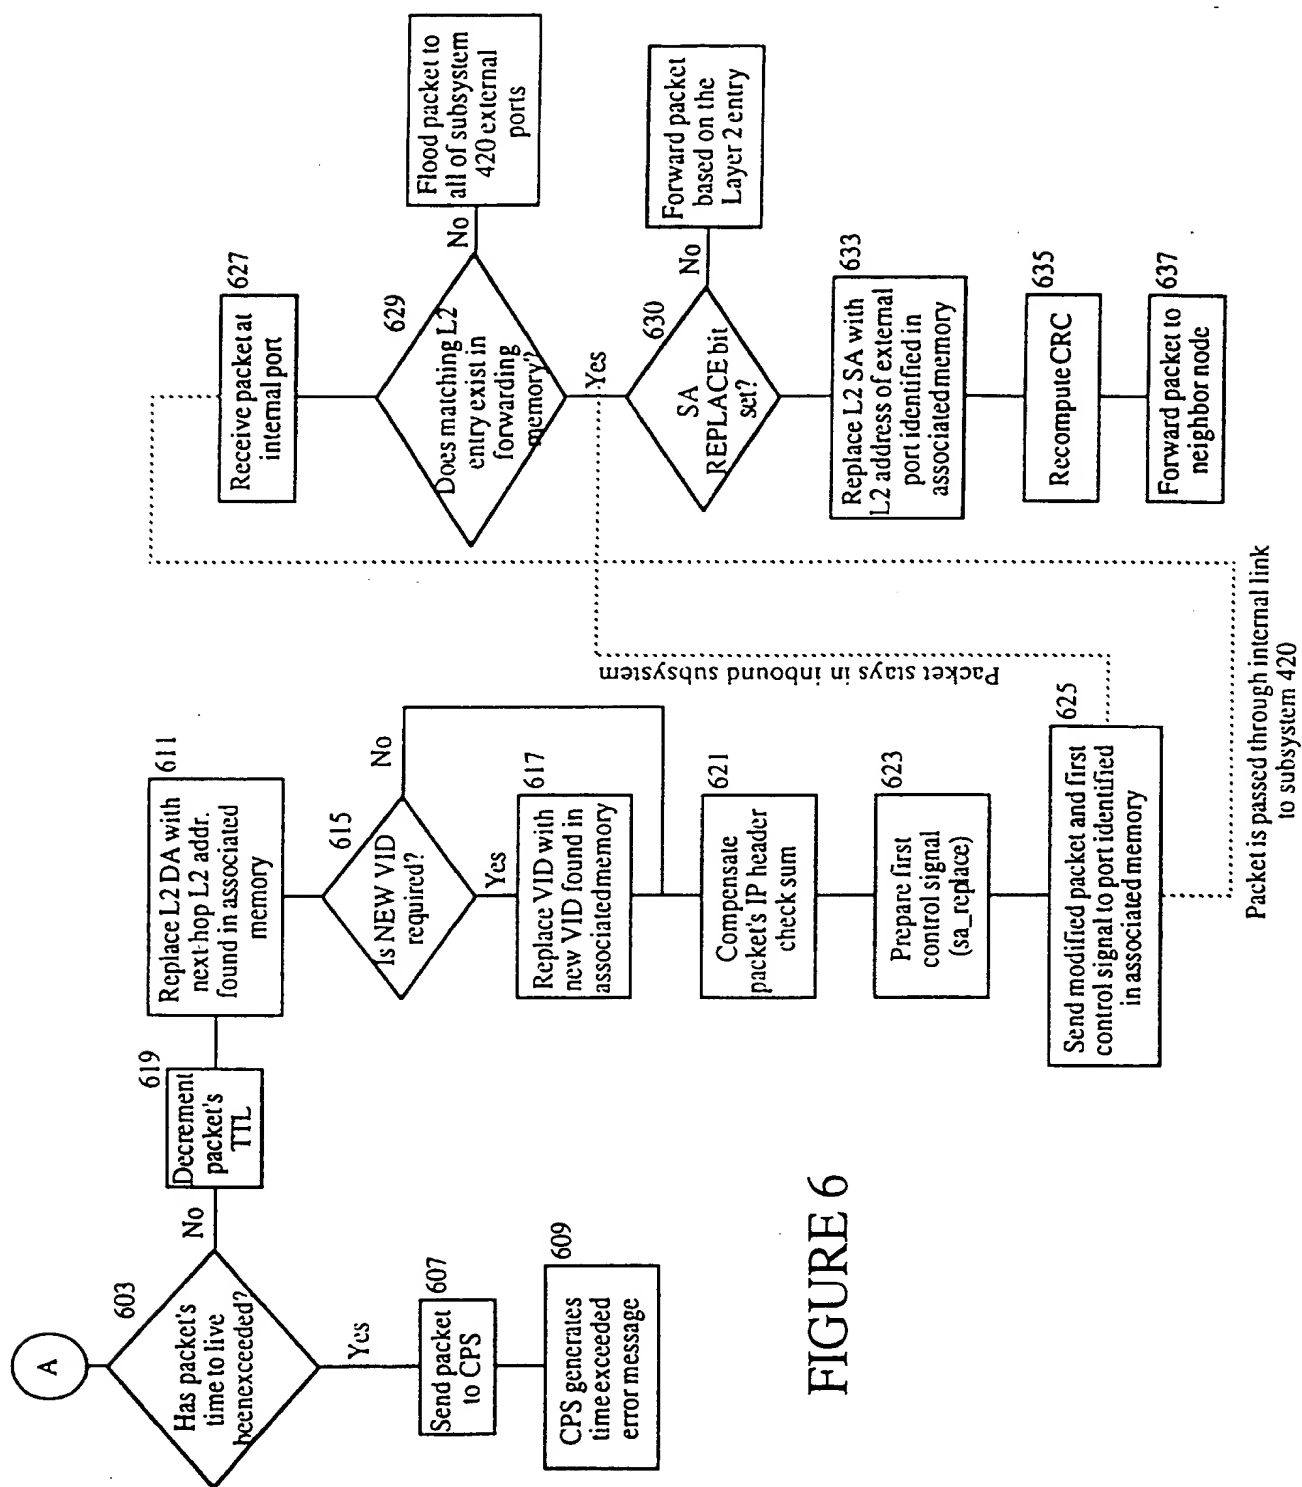 A
603
Has packet's
time to live
beenexceeded?
Yes
607
Send packet
to CPS
609
CPS generates
time exceeded
error message
No
619
Decrement
packet's
TTL
611
Replace L2 DA with
next-hop L2 addr.
found in associated
memory
615
Is NEW VID
required?
No
Yes
617
Replace VID with
new VID found in
associatedmemory
621
Compensate
packet's IP header
check sum
623
Prepare first
control signal
(sa_replace)
625
Send modified packet and first
control signal to port identified
in associated memory
Packet stays in inbound subsystem
Packet is passed through internal link
to subsystem 420
627
Receive packet at
internal port
629
Does matching L2
entry exist in
forwarding
memory?
No
Flood packet to
all of subsystem
420 external
ports
Yes
630
SA
REPLACE bit
set?
No
Forward packet
based on the
Layer 2 entry
633
Replace L2 SA with
L2 address of external
port identified in
associated memory
635
Recompute CRC
637
Forward packet to
neighbor node
FIGURE 6